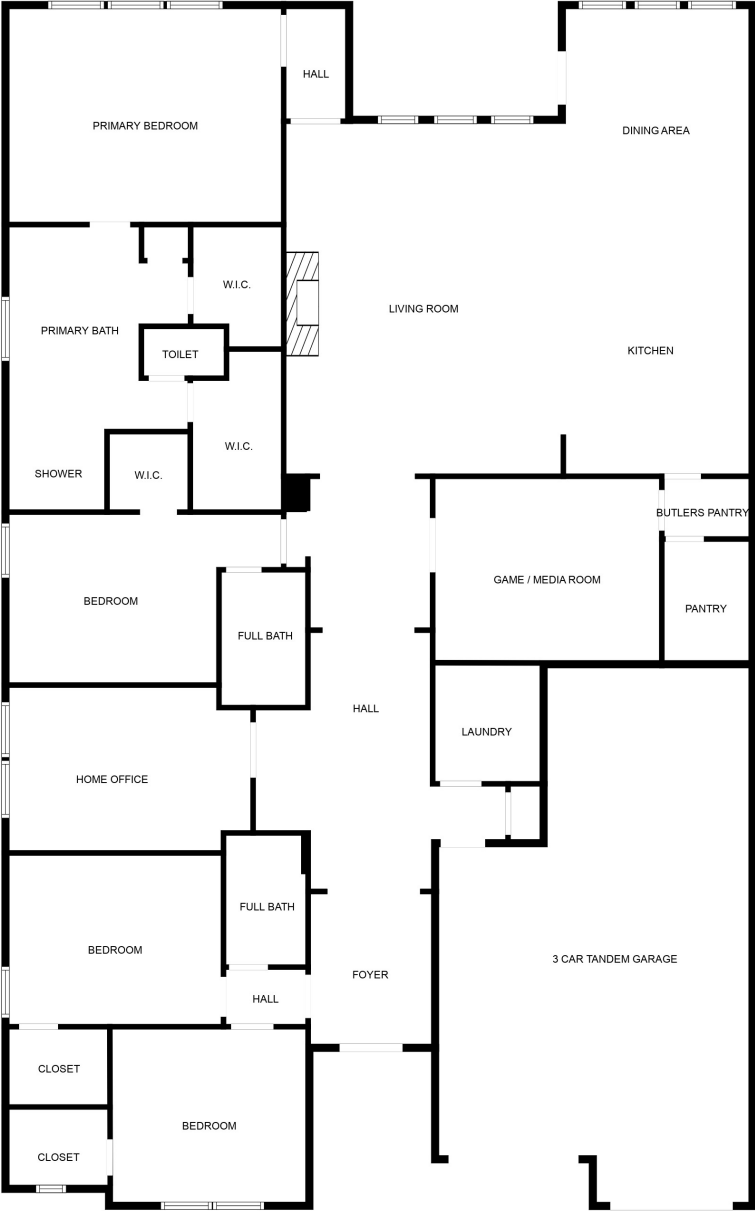 HALL
PRIMARY BEDROOM
DINING AREA
W.I.C.
LIVING ROOM
PRIMARY BATH
KITCHEN
TOILET
W.I.C.
SHOWER
W.I.C.
BUTLERS PANTRY
GAME / MEDIA ROOM
BEDROOM
PANTRY
FULL BATH
HALL
LAUNDRY
HOME OFFICE
FULL BATH
BEDROOM
3 CAR TANDEM GARAGE
FOYER
HALL
CLOSET
BEDROOM
CLOSET